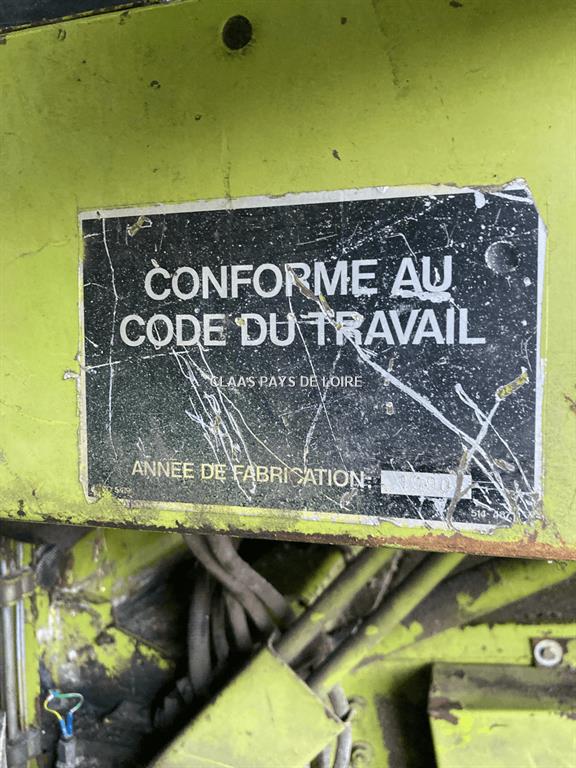 CONFORME AU
CODE DU TRAVAIL
CLAAS PAYS DE LOIRE
ANNÉE DE FABRICATION: